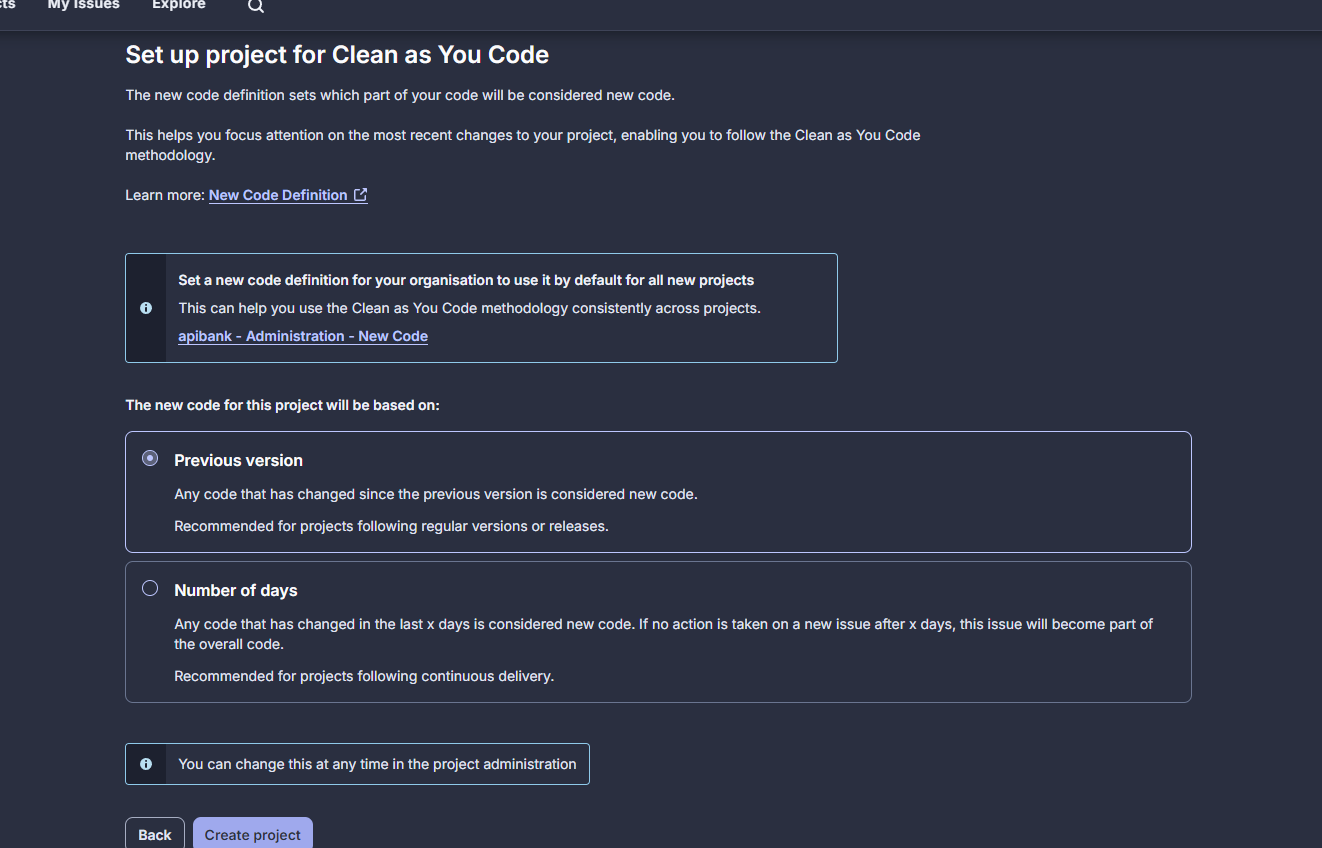 My Issues Explore
Set up project for Clean as You Code
The new code definition sets which part of your code will be considered new code.
This helps you focus attention on the most recent changes to your project, enabling you to follow the Clean as You Code
methodology.
Learn more: New Code Definition
Set a new code definition for your organisation to use it by default for all new projects
This can help you use the Clean as You Code methodology consistently across projects.
apibank - Administration - New Code
The new code for this project will be based on:
Previous version
Any code that has changed since the previous version is considered new code.
Recommended for projects following regular versions or releases.
Number of days
Any code that has changed in the last x days is considered new code. If no action is taken on a new issue after x days, this issue will become part of
the overall code.
Recommended for projects following continuous delivery.
You can change this at any time in the project administration
Back Create project